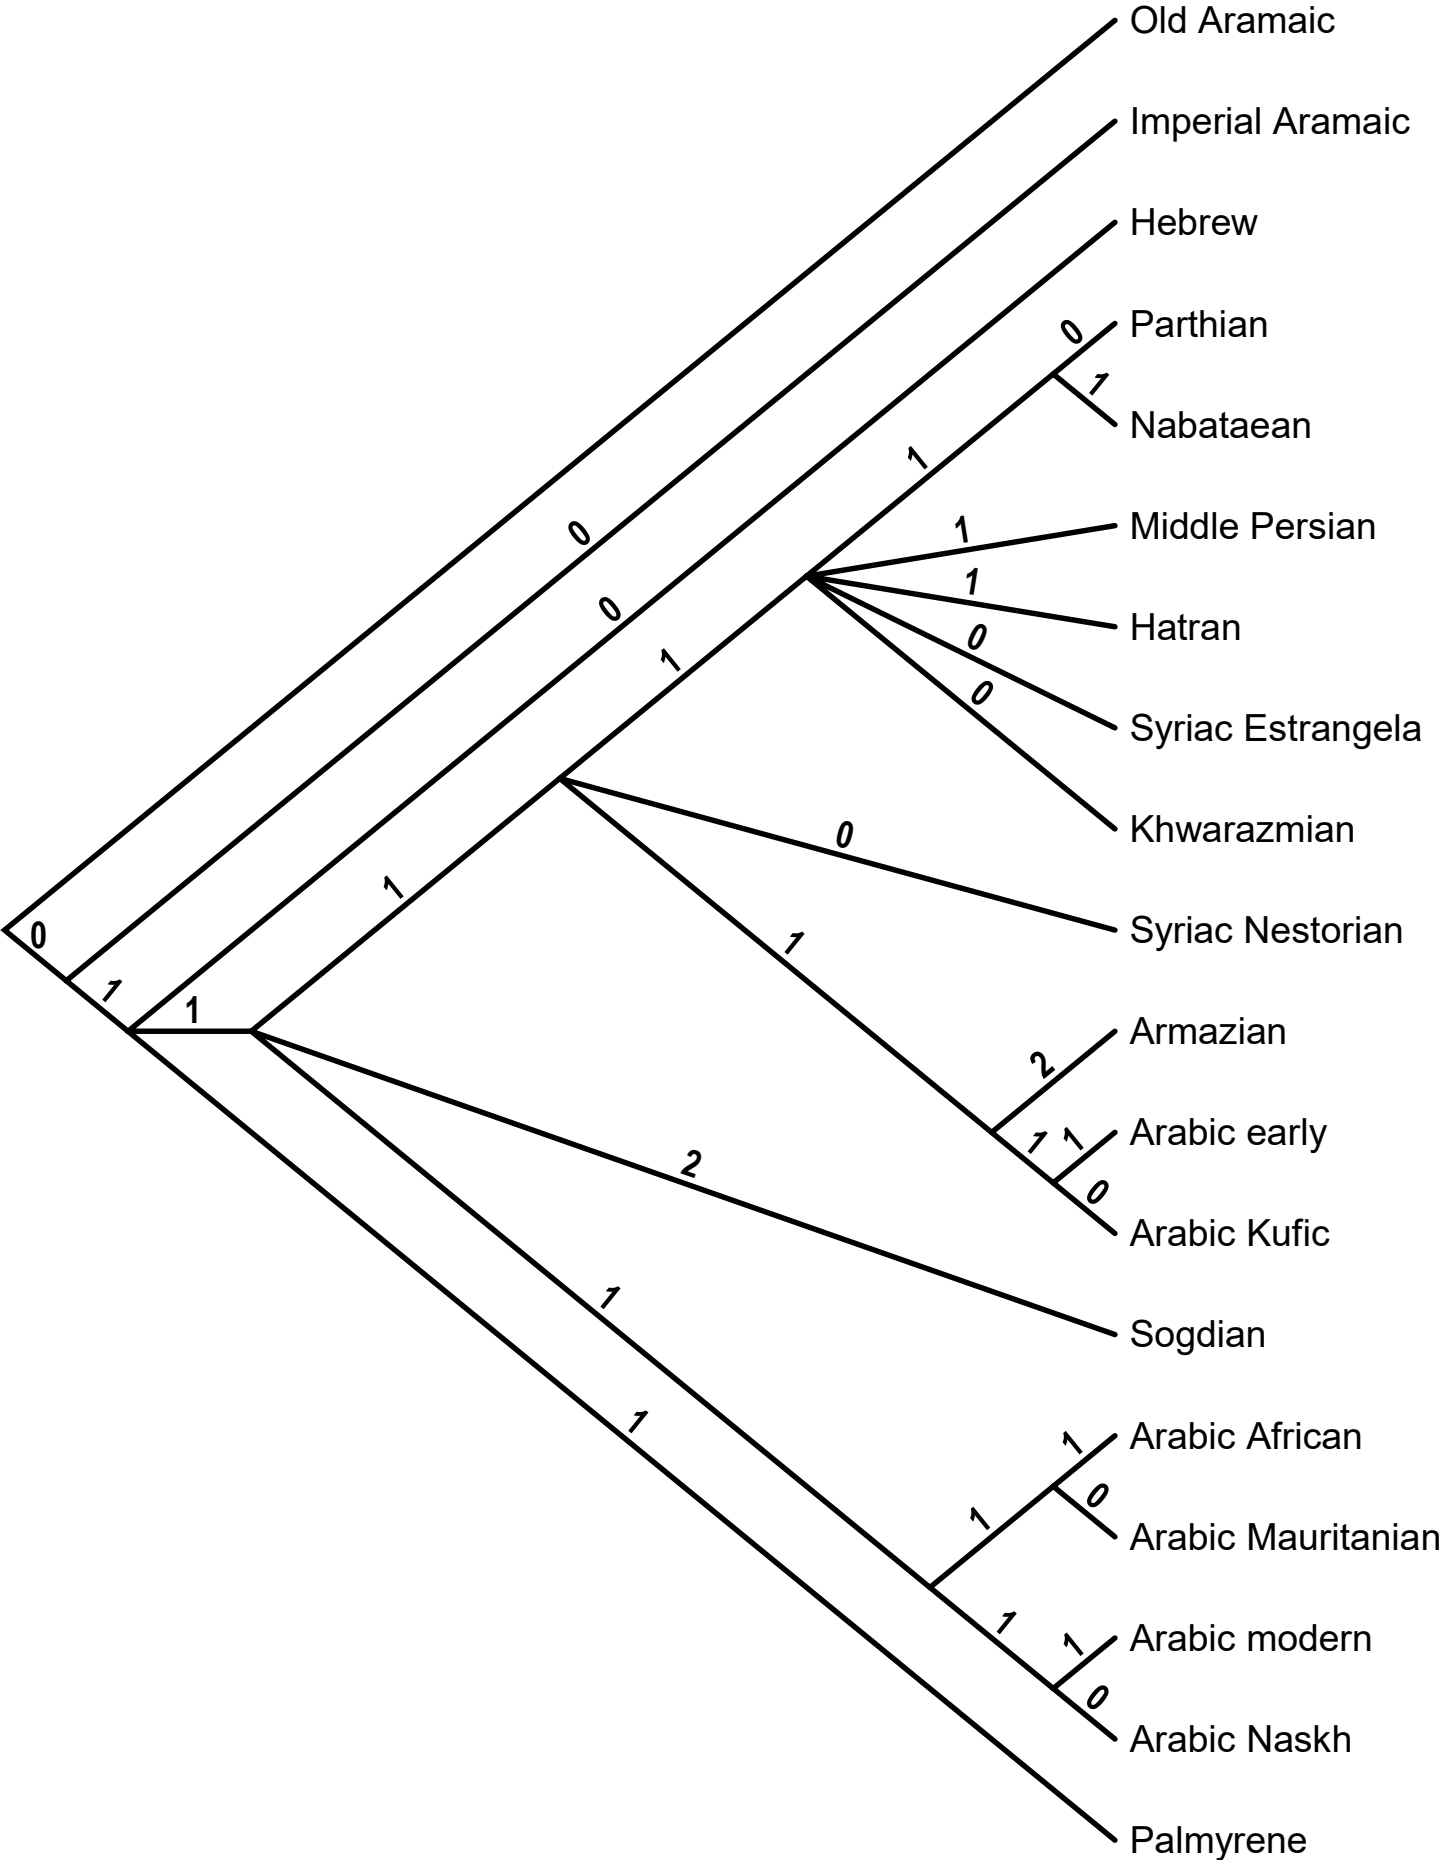 Old Aramaic
Imperial Aramaic
Hebrew
0
Parthian
1
Nabataean
1
1
Middle Persian
0
1
Hatran
0
0
1
Syriac Estrangela
0
Khwarazmian
0
1
Syriac Nestorian
0
1
1
1
Armazian
2
1
1
Arabic early
0
Arabic Kufic
2
1
Sogdian
1
1
Arabic African
0
1
Arabic Mauritanian
1
1
Arabic modern
0
Arabic Naskh
Palmyrene